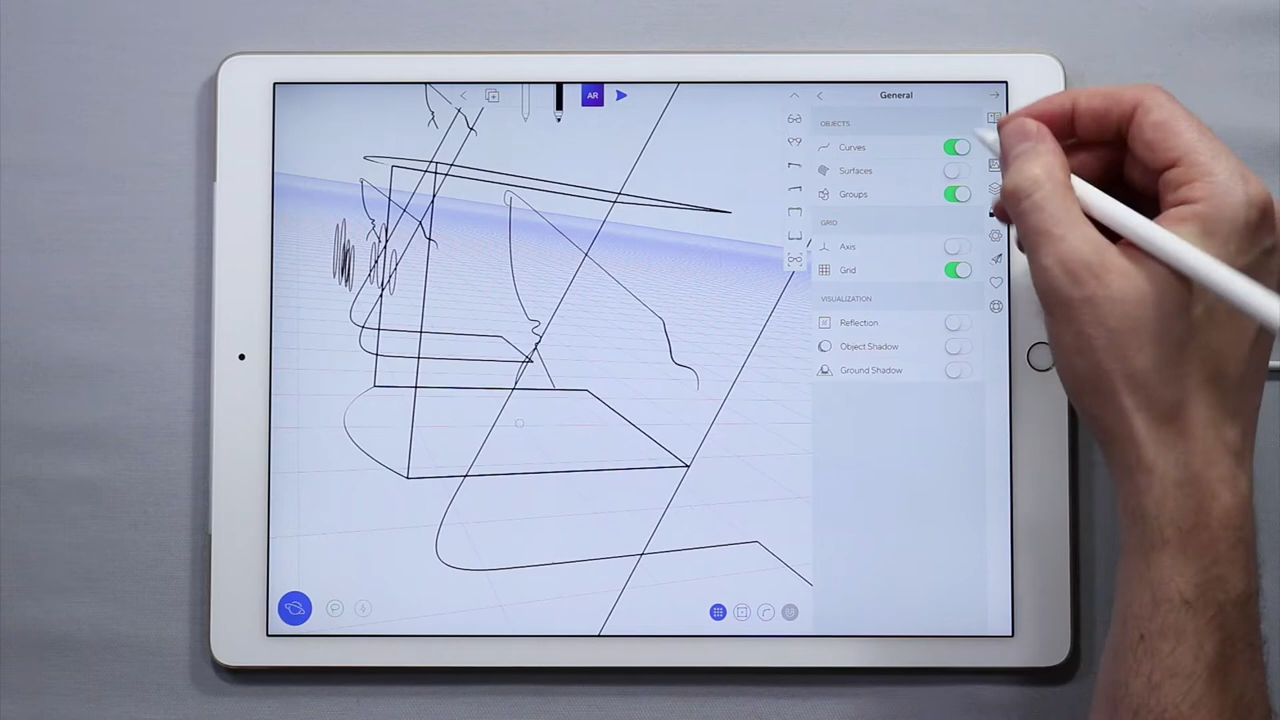 AR
General
OBJECTS
Curves
Surfaces
Groups
GRID
Axis
Grid
VISUALIZATION
Reflection
Object Shadow
Ground Shadow